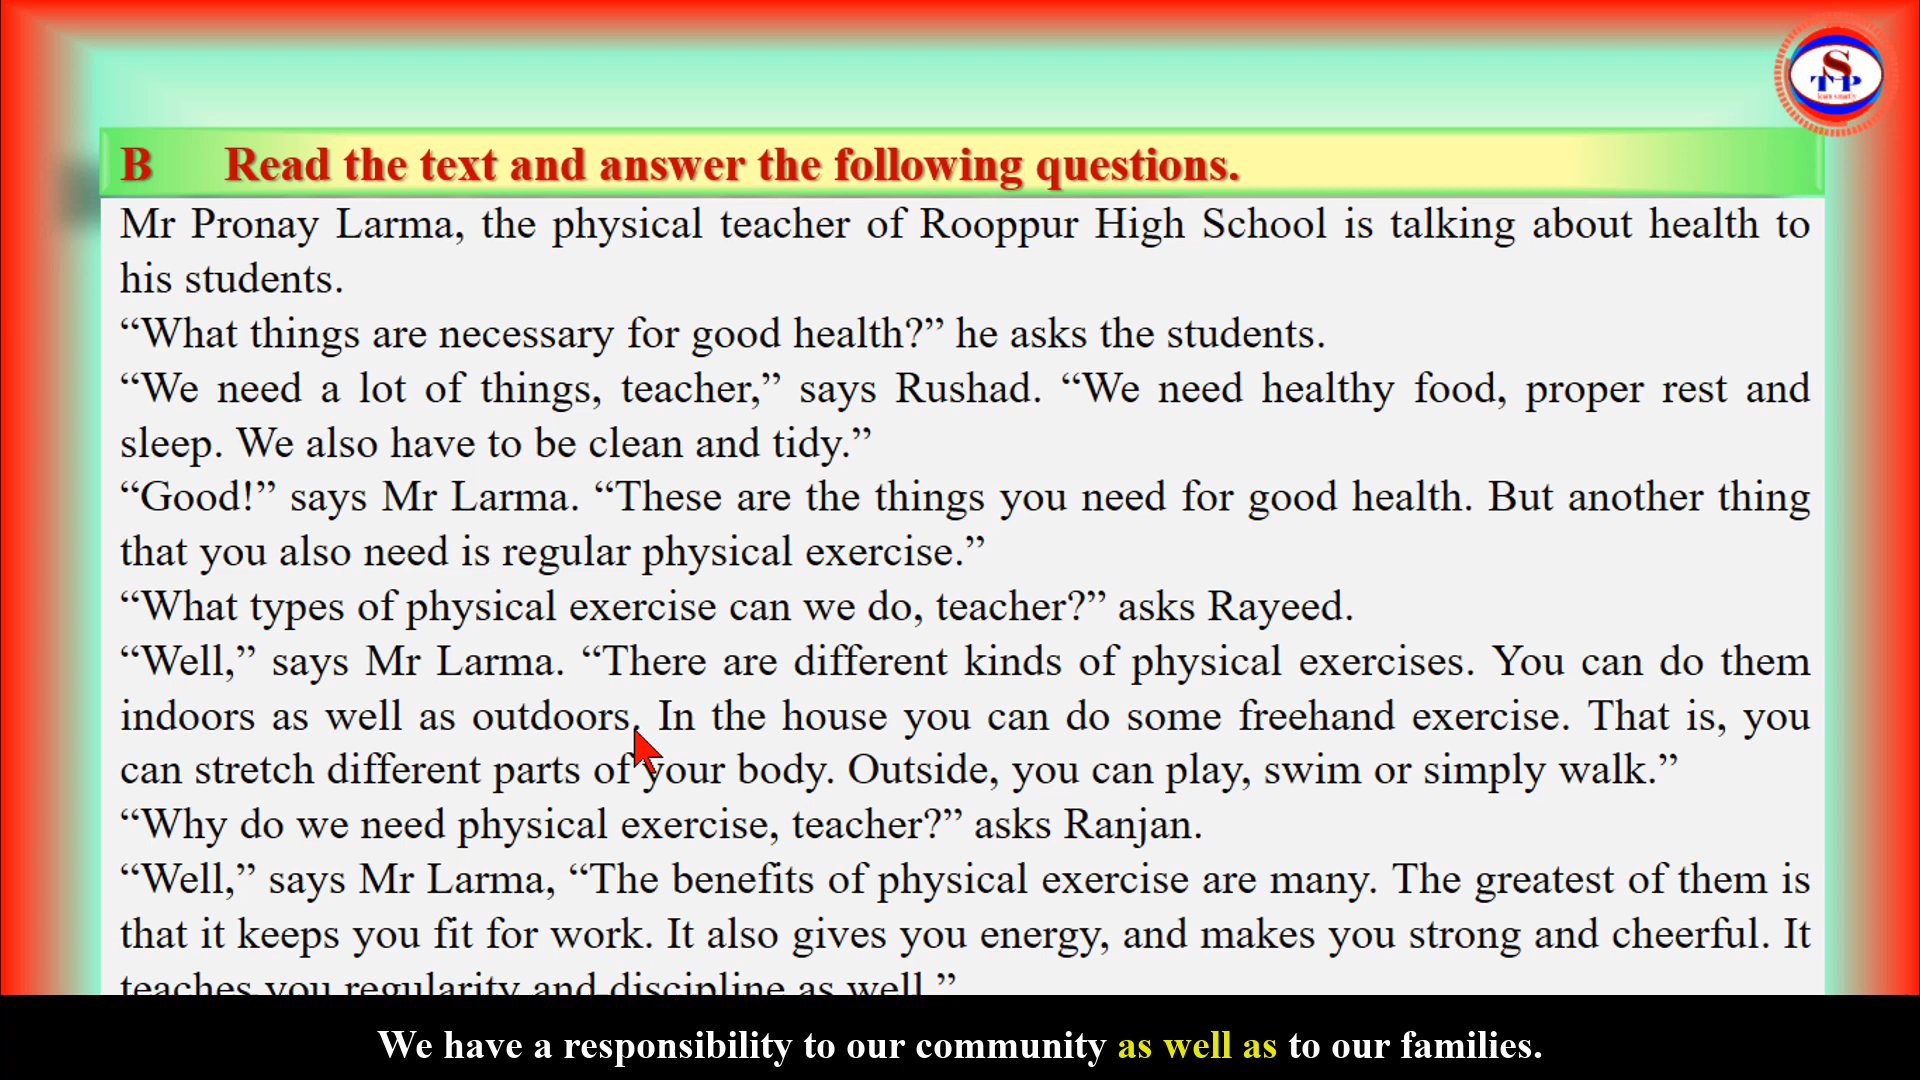 S
TP
learn smartly
B Read the text and answer the following questions.
Mr Pronay Larma, the physical teacher of Rooppur High School is talking about health to
his students.
“What things are necessary for good health?” he asks the students.
“We need a lot of things, teacher,” says Rushad. “We need healthy food, proper rest and
sleep. We also have to be clean and tidy.”
“Good!” says Mr Larma. “These are the things you need for good health. But another thing
that you also need is regular physical exercise.”
“What types of physical exercise can we do, teacher?” asks Rayeed.
“Well,” says Mr Larma. “There are different kinds of physical exercises. You can do them
indoors as well as outdoors. In the house you can do some freehand exercise. That is, you
can stretch different parts of your body. Outside, you can play, swim or simply walk.”
“Why do we need physical exercise, teacher?” asks Ranjan.
“Well,” says Mr Larma, “The benefits of physical exercise are many. The greatest of them is
that it keeps you fit for work. It also gives you energy, and makes you strong and cheerful. It
teaches you regularity and discipline as well.”
We have a responsibility to our community as well as to our families.